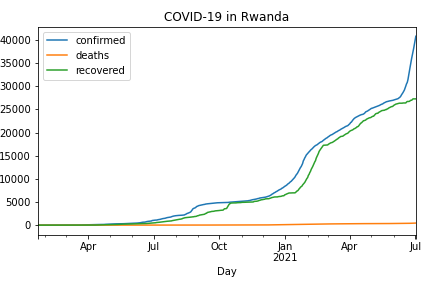 COVID-19 in Rwanda
confirmed
deaths
recovered
40000
35000
30000
25000
20000
15000
10000
5000
0
Apr Jul Oct Jan Apr Jul
2021
Day